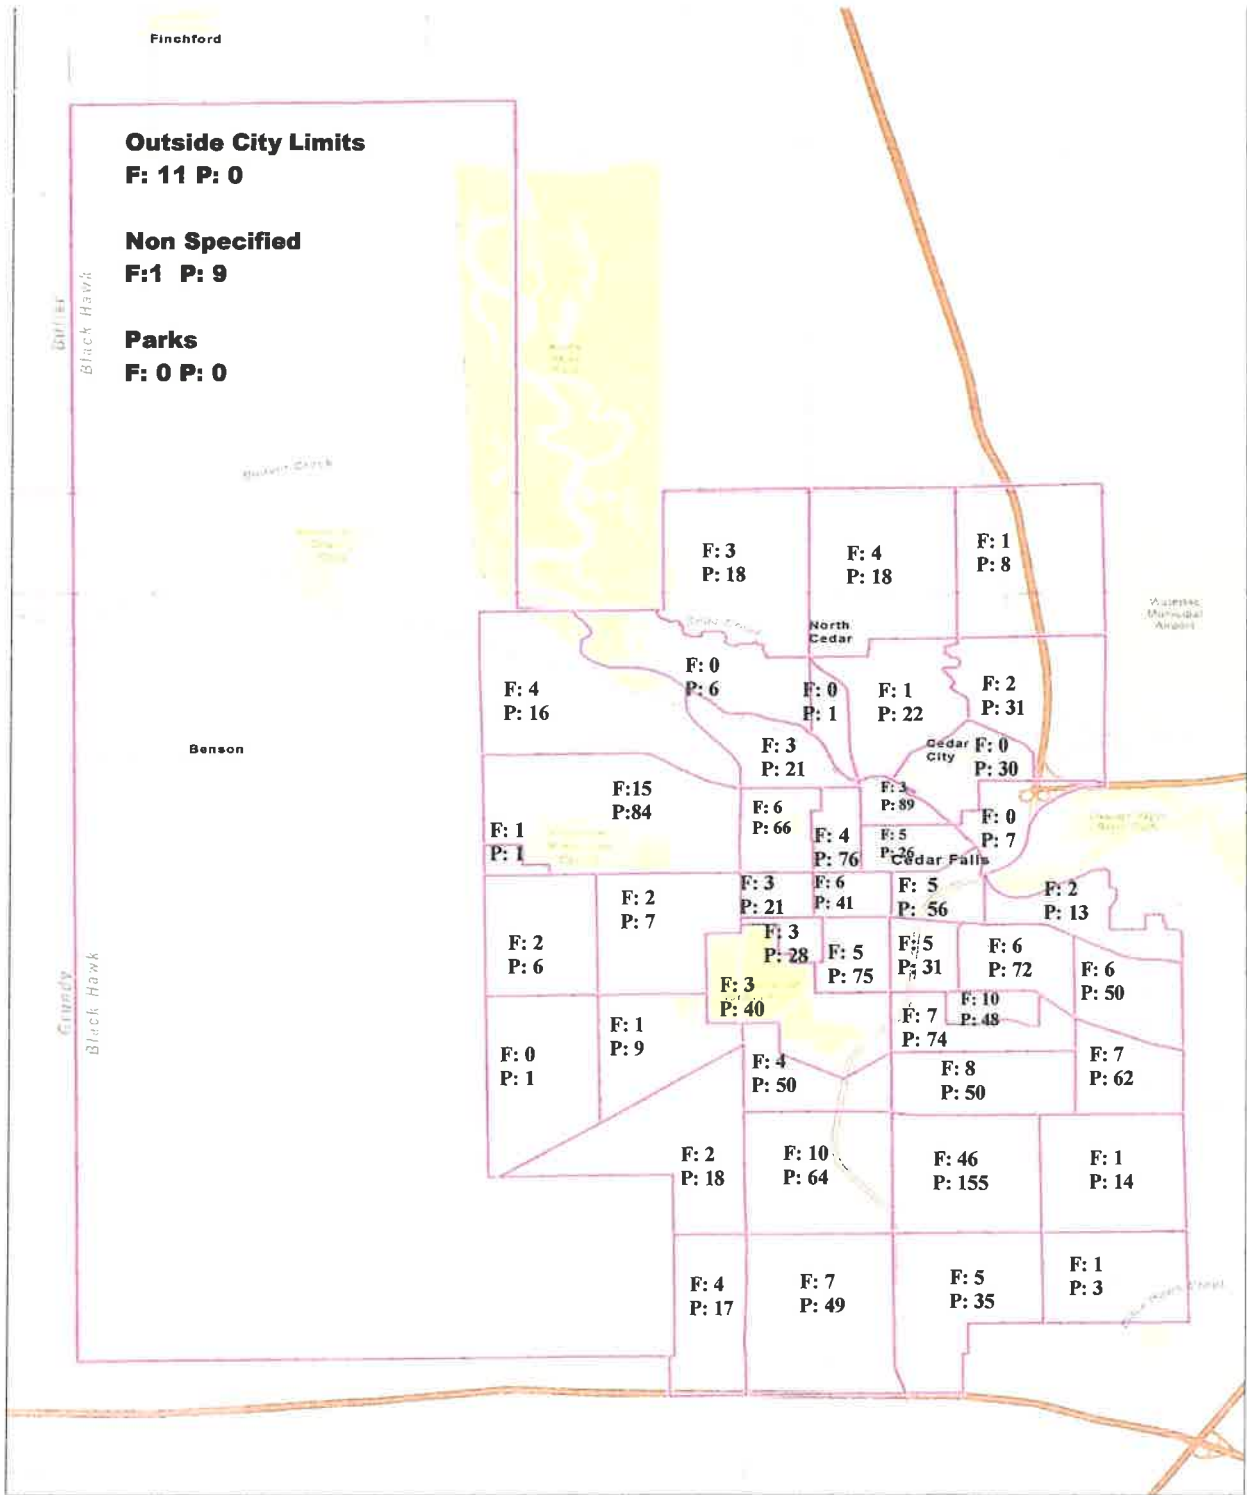 Finchford
Outside City Limits
F: 11 P: 0
Non Specified
F:1 P: 9
Parks
F: 0 P: 0
Butler
Black Hawk
F: 3
P: 18
F: 4
P: 18
F: 1
P: 8
Waterloo
Municipal
Airport
North
Cedar
F: 4
P: 16
F: 0
P: 6
F: 0
P: 1
F: 1
P: 22
F: 2
P: 31
Benson
F: 3
P: 21
Cedar
City
F: 0
P: 30
F:15
P:84
F: 6
P: 66
F: 3
P: 89
F: 0
P: 7
F: 1
P: 1
F: 4
P: 76
F: 5
P: 26
Cedar Falls
F: 2
P: 7
F: 3
P: 21
F: 6
P: 41
F: 5
P: 56
F: 2
P: 13
F: 2
P: 6
F: 3
P: 28
F: 5
P: 75
F: 5
P: 31
F: 6
P: 72
F: 6
P: 50
Grundy
Black Hawk
F: 3
P: 40
F: 10
P: 48
F: 0
P: 1
F: 1
P: 9
F: 7
P: 74
F: 4
P: 50
F: 8
P: 50
F: 7
P: 62
F: 2
P: 18
F: 10
P: 64
F: 46
P: 155
F: 1
P: 14
F: 4
P: 17
F: 7
P: 49
F: 5
P: 35
F: 1
P: 3